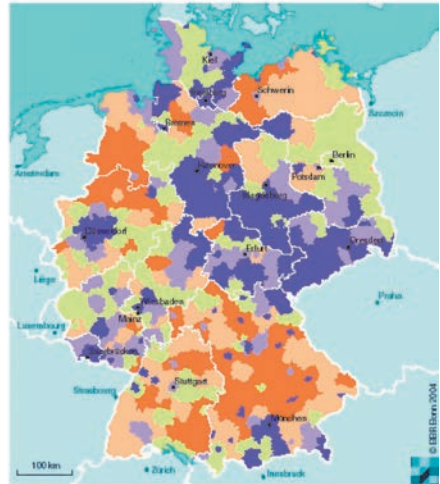 Kiel
Hamburg
Schwerin
Szczecin
Bremen
Amsterdam
Hannover
Berlin
Potsdam
Magdeburg
Düsseldorf
Erfurt
Dresden
Liège
Wiesbaden
Mainz
Praha
Luxembourg
Saarbrücken
Strasbourg
Stuttgart
München
Zürich
Innsbruck
100 km
© BBR Bonn 2004